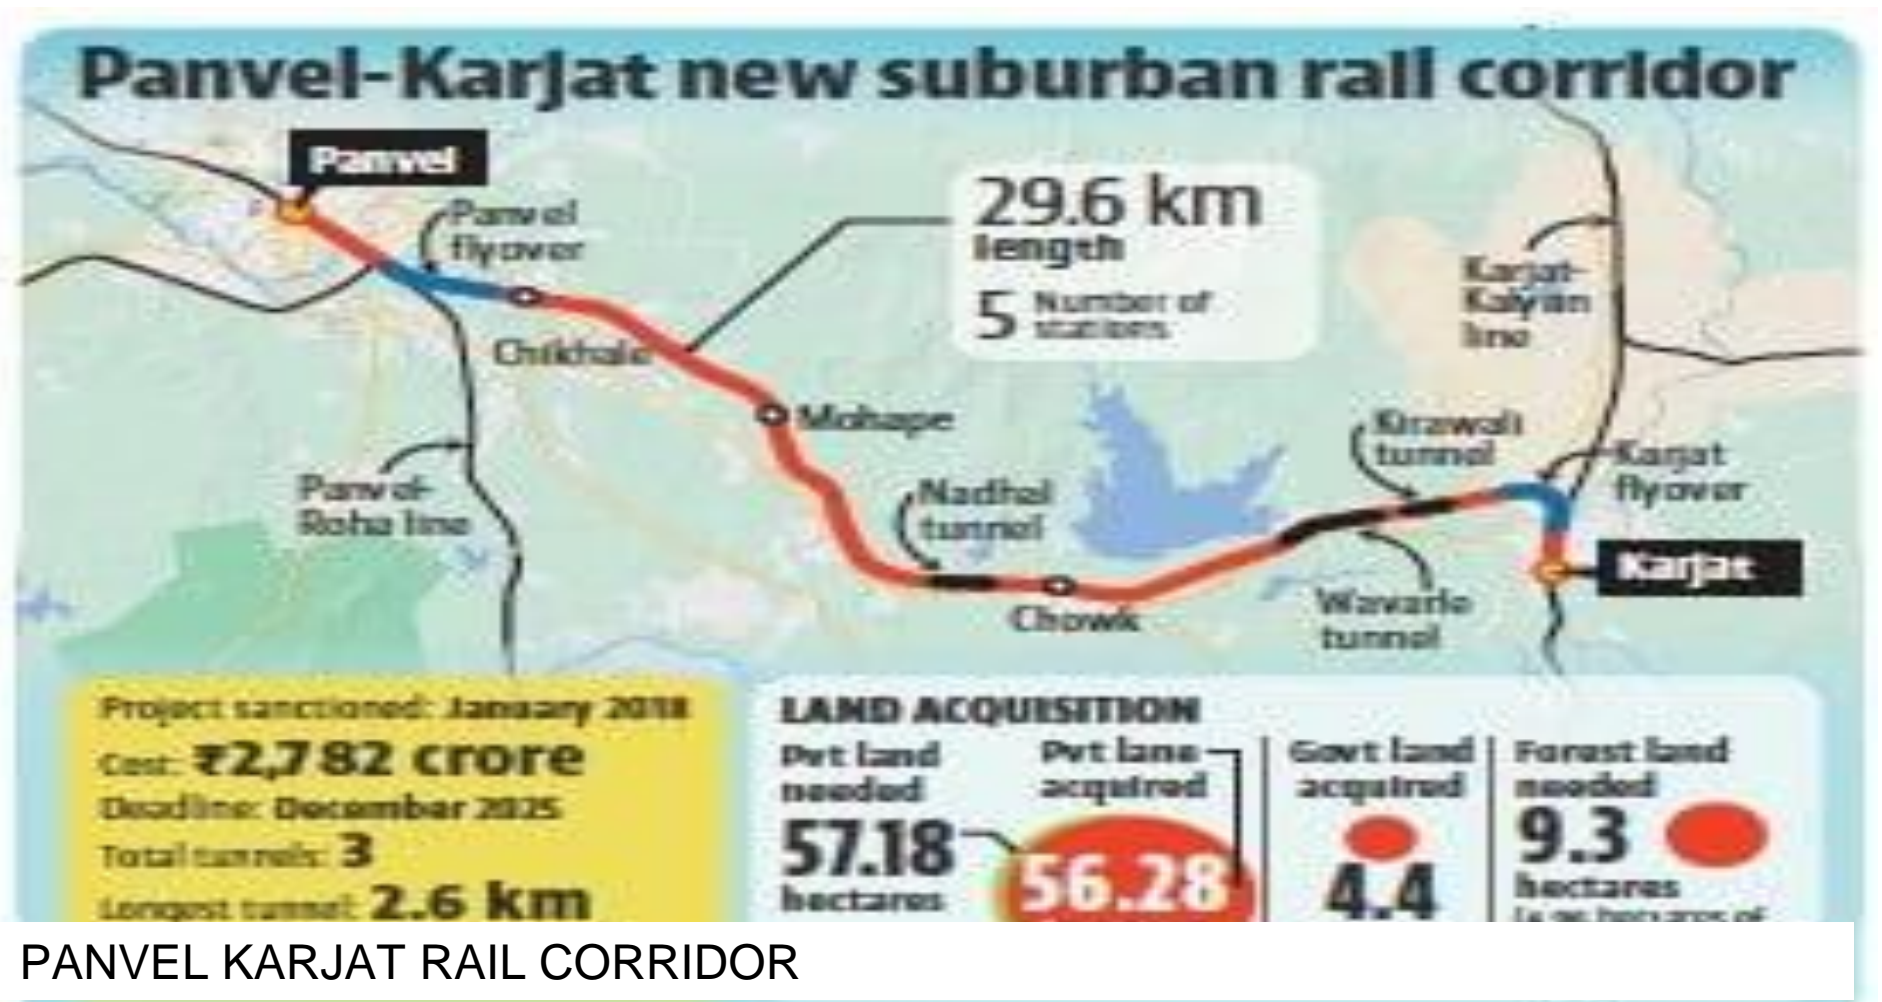 Panvel-Karjat new suburban rail corridor
Panvel
Panvel
flyover
29.6 km
length
5 Number of
stations
Karjat-
Kalyan
line
Chikhale
Mohape
Kirawali
tunnel
Karjat
flyover
Panvel-
Roha line
Nadhal
tunnel
Karjat
Chowk
Wavarle
tunnel
Project sanctioned: January 2018
Cost: ₹2,782 crore
Deadline: December 2025
Total tunnels: 3
Longest tunnel: 2.6 km
LAND ACQUISITION
Pvt land
needed
57.18
hectares
Pvt land
acquired
56.28
Govt land
acquired
4.4
Forest land
needed
9.3
hectares
hectares of
PANVEL KARJAT RAIL CORRIDOR